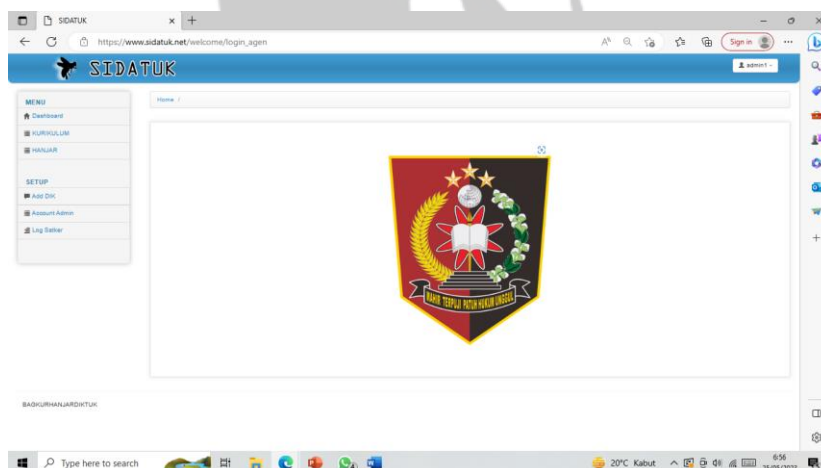 SIDATUK
https://www.sidatuk.net/welcome/login_agen
Sign in
SIDATUK
admin1
MENU
Home /
Dashboard
KURIKULUM
HANJAR
SETUP
Add DIK
Account Admin
Log Satker
MAHIR TERPUJI PATUH HUKUM UNGGUL
BAGKURHANJARDIKTUK
Type here to search
20°C Kabut
6:56